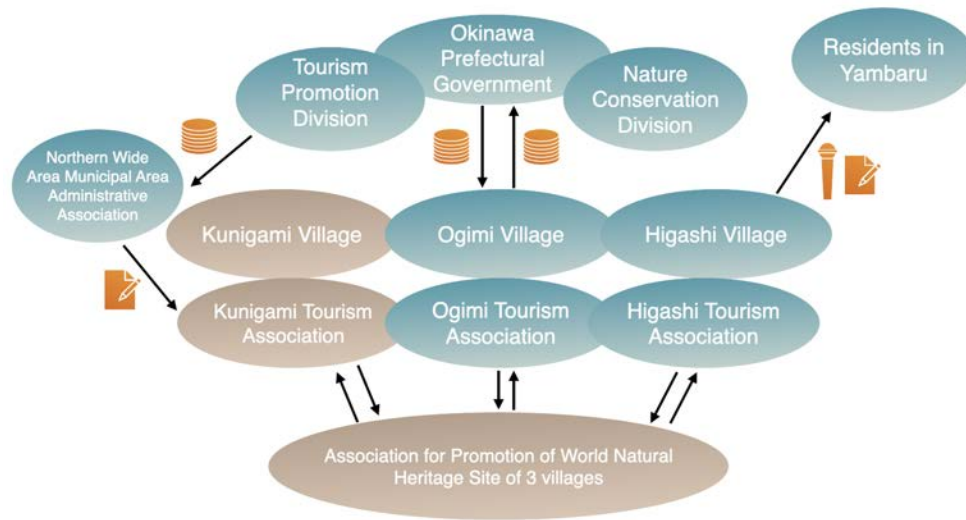 Okinawa
Prefectural
Government
Tourism
Promotion
Division
Nature
Conservation
Division
Residents in
Yambaru
Northern Wide
Area Municipal Area
Administrative
Association
Kunigami Village
Ogimi Village
Higashi Village
Kunigami Tourism
Association
Ogimi Tourism
Association
Higashi Tourism
Association
Association for Promotion of World Natural
Heritage Site of 3 villages